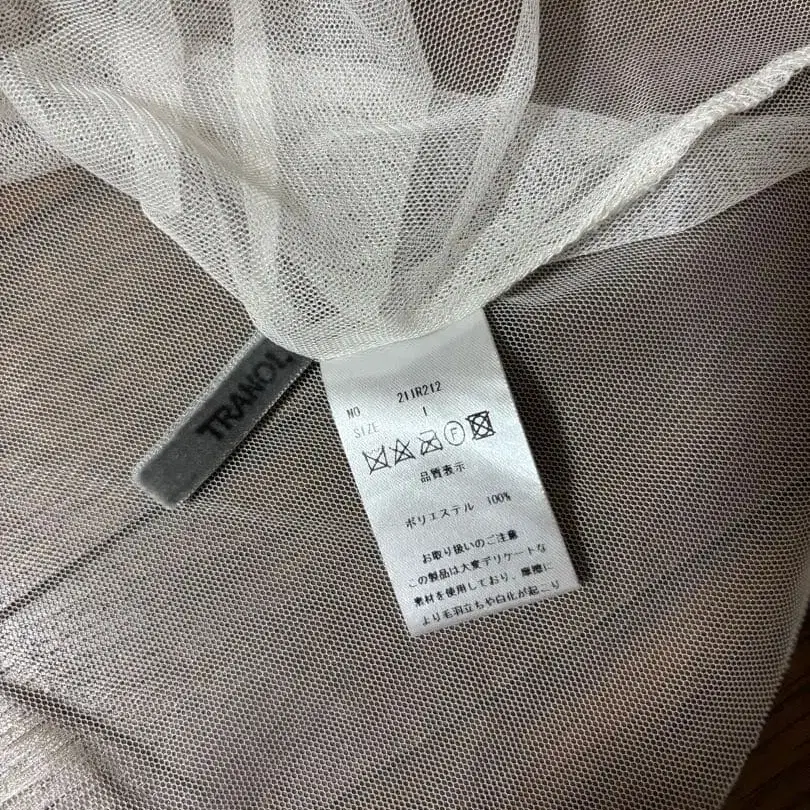 TRANOI
NO 21JR212
SIZE 1
F
品質表示
ポリエステル 100%
お取り扱いのご注意
この製品は大変デリケートな
素材を使用しており、摩擦に
より毛羽立ちや白化が起こり